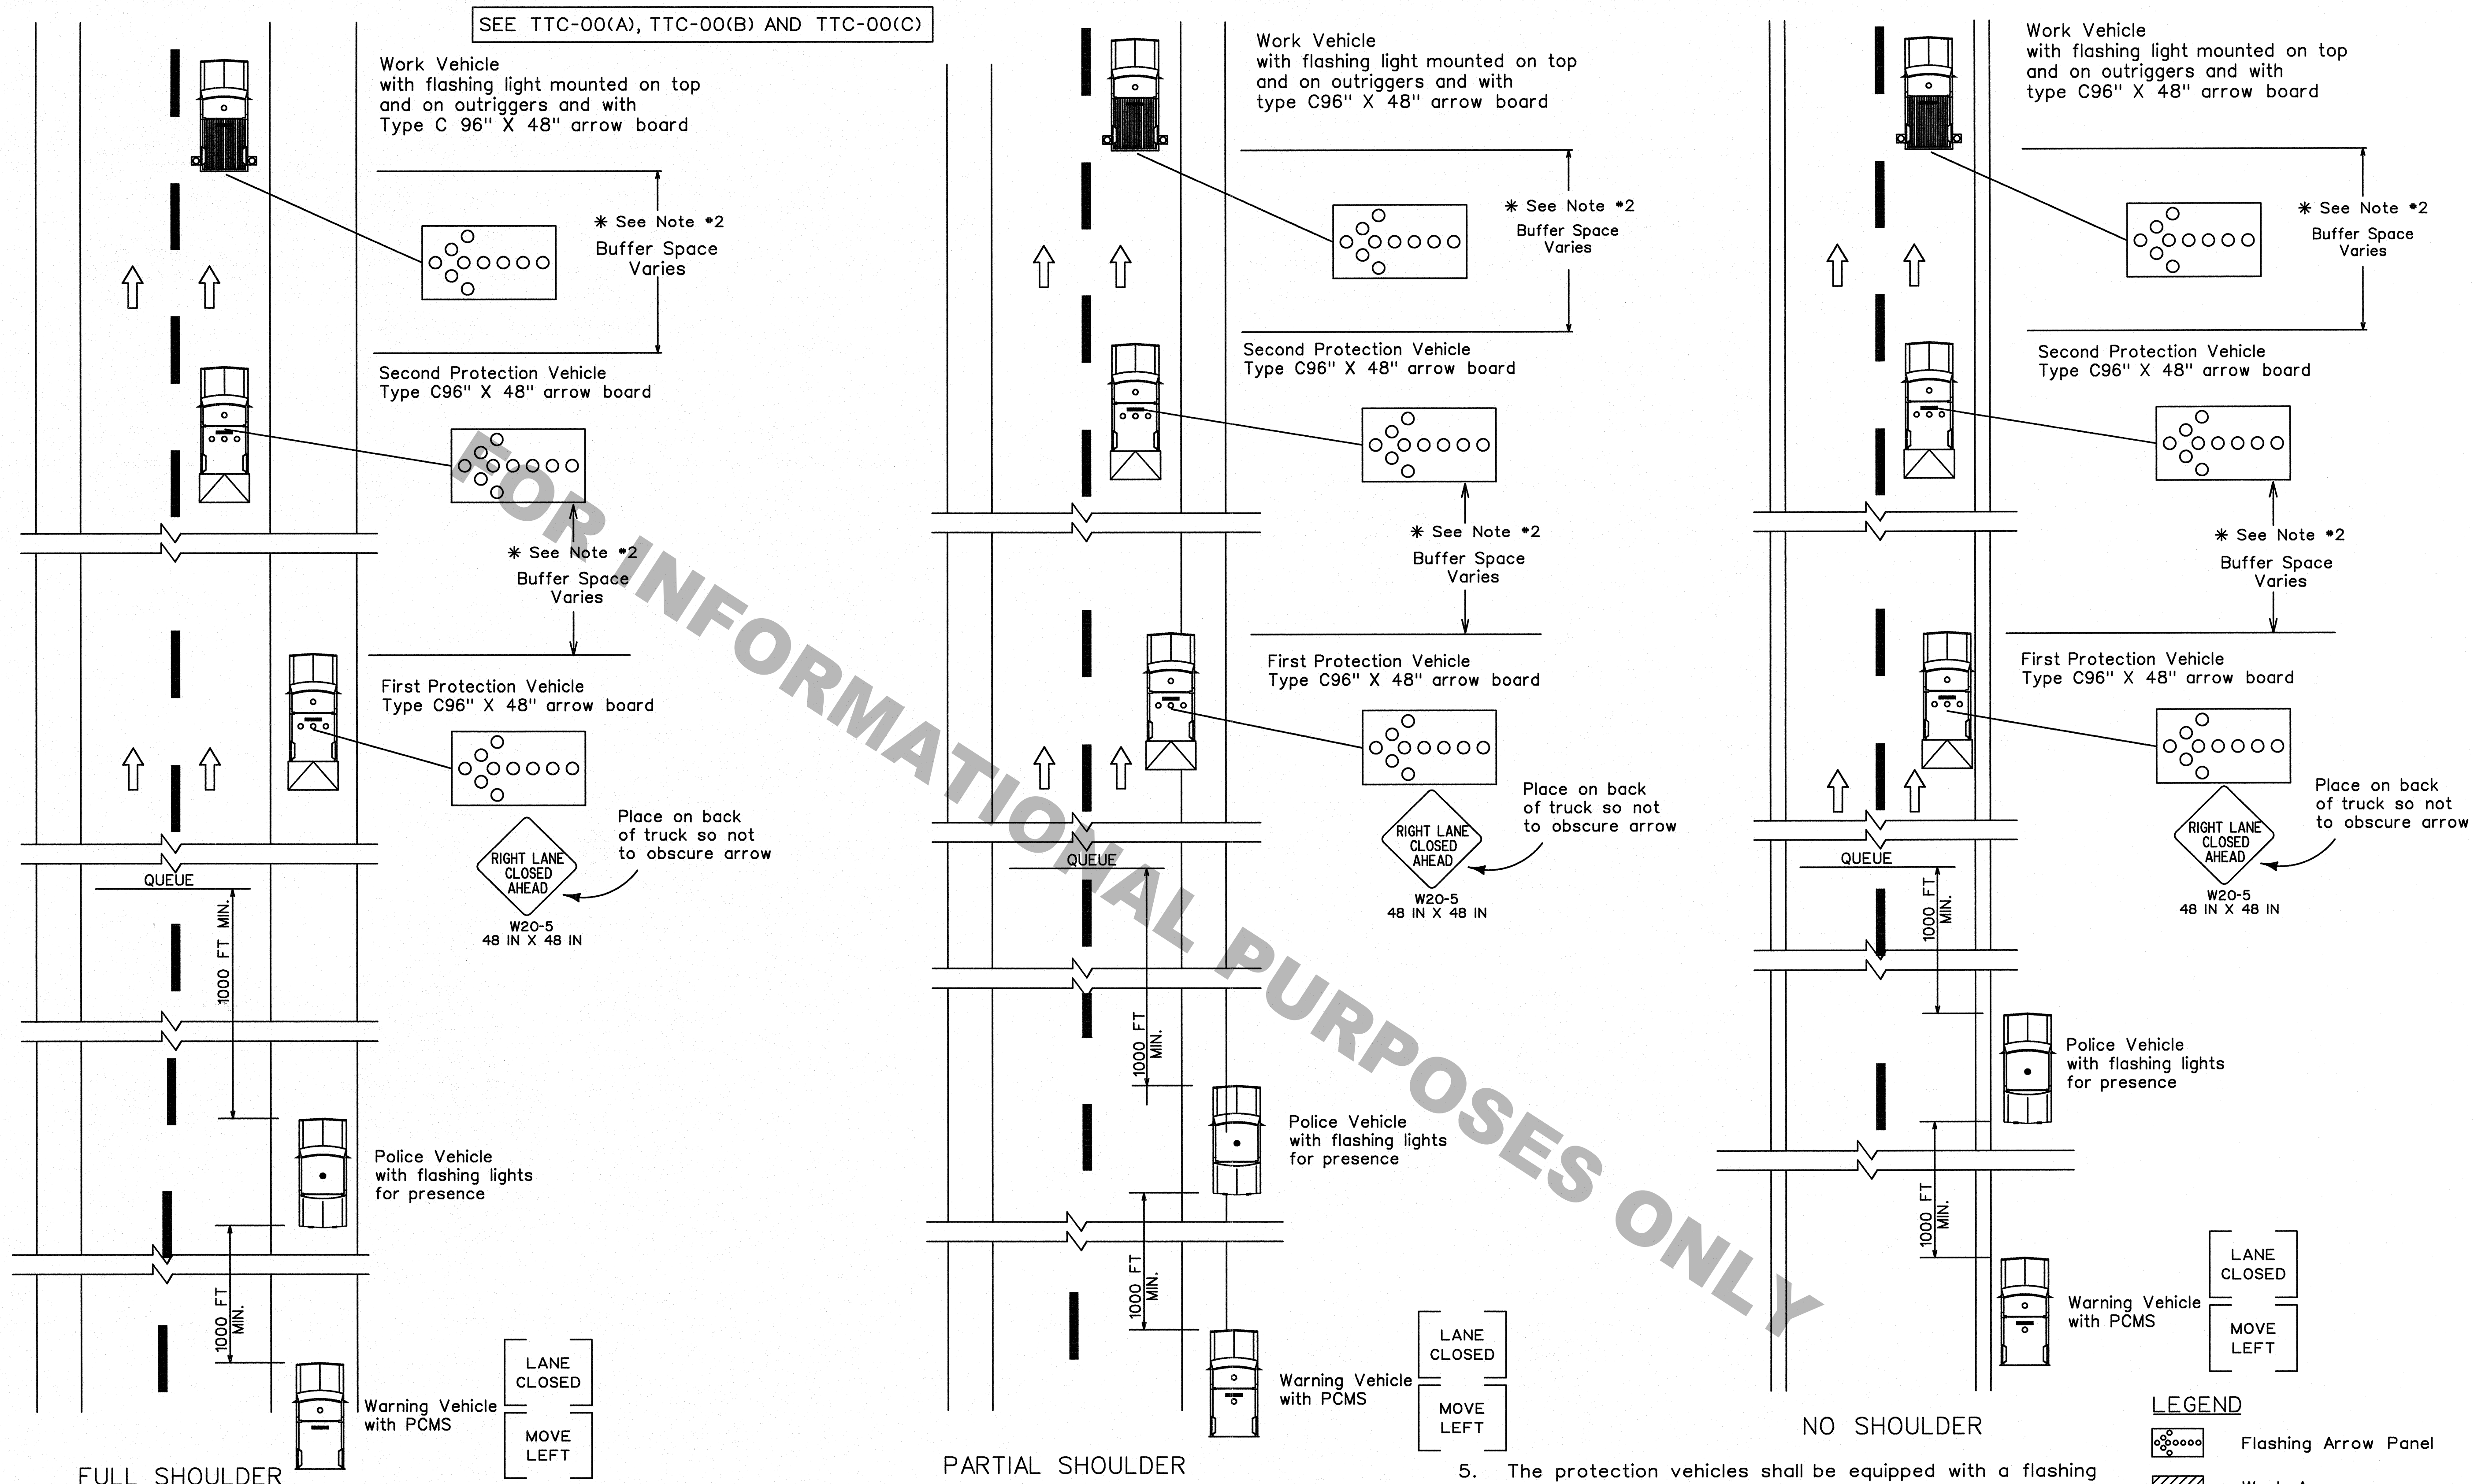 SEE TTC-00(A), TTC-00(B) AND TTC-00(C)
Work Vehicle
with flashing light mounted on top
and on outriggers and with
Type C 96" X 48" arrow board
* See Note #2
Buffer Space
Varies
Second Protection Vehicle
Type C96" X 48" arrow board
* See Note #2
Buffer Space
Varies
First Protection Vehicle
Type C96" X 48" arrow board
Place on back
of truck so not
to obscure arrow
RIGHT LANE
CLOSED
AHEAD
W20-5
48 IN X 48 IN
QUEUE
1000 FT MIN.
Police Vehicle
with flashing lights
for presence
1000 FT
MIN.
Warning Vehicle
with PCMS
LANE
CLOSED
MOVE
LEFT
FULL SHOULDER
Work Vehicle
with flashing light mounted on top
and on outriggers and with
type C96" X 48" arrow board
* See Note #2
Buffer Space
Varies
Second Protection Vehicle
Type C96" X 48" arrow board
* See Note #2
Buffer Space
Varies
First Protection Vehicle
Type C96" X 48" arrow board
Place on back
of truck so not
to obscure arrow
RIGHT LANE
CLOSED
AHEAD
W20-5
48 IN X 48 IN
QUEUE
1000 FT
MIN.
Police Vehicle
with flashing lights
for presence
1000 FT
MIN.
Warning Vehicle
with PCMS
LANE
CLOSED
MOVE
LEFT
PARTIAL SHOULDER
Work Vehicle
with flashing light mounted on top
and on outriggers and with
type C96" X 48" arrow board
* See Note #2
Buffer Space
Varies
Second Protection Vehicle
Type C96" X 48" arrow board
* See Note #2
Buffer Space
Varies
First Protection Vehicle
Type C96" X 48" arrow board
Place on back
of truck so not
to obscure arrow
RIGHT LANE
CLOSED
AHEAD
W20-5
48 IN X 48 IN
QUEUE
1000 FT
MIN.
Police Vehicle
with flashing lights
for presence
1000 FT
MIN.
Warning Vehicle
with PCMS
LANE
CLOSED
MOVE
LEFT
NO SHOULDER
LEGEND
Flashing Arrow Panel
5. The protection vehicles shall be equipped with a flashing
FOR INFORMATIONAL PURPOSES ONLY